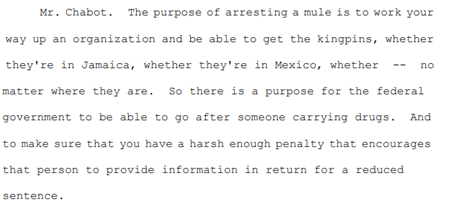 Mr. Chabot. The purpose of arresting a mule is to work your
way up an organization and be able to get the kingpins, whether
they're in Jamaica, whether they're in Mexico, whether -- no
matter where they are. So there is a purpose for the federal
government to be able to go after someone carrying drugs. And
to make sure that you have a harsh enough penalty that encourages
that person to provide information in return for a reduced
sentence.